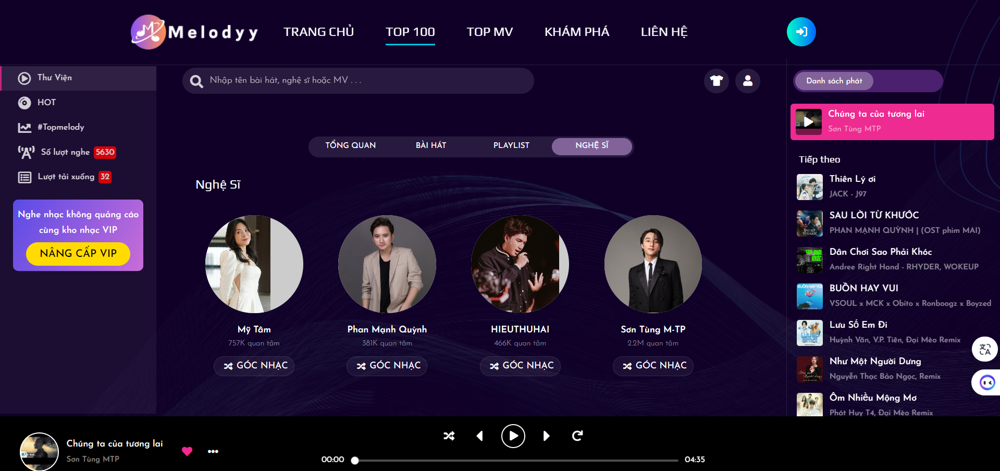 Melodyy
TRANG CHỦ
TOP 100
TOP MV
KHÁM PHÁ
LIÊN HỆ
Thư Viện
HOT
#Topmelody
Số lượt nghe 5630
Lượt tải xuống 32
Nghe nhạc không quảng cáo
cùng kho nhạc VIP
NÂNG CẤP VIP
Nhập tên bài hát, nghệ sĩ hoặc MV . . .
TỔNG QUAN
BÀI HÁT
PLAYLIST
NGHỆ SĨ
Nghệ Sĩ
Mỹ Tâm
757K quan tâm
GÓC NHẠC
Phan Mạnh Quỳnh
381K quan tâm
GÓC NHẠC
HIEUTHUHAI
466K quan tâm
GÓC NHẠC
Sơn Tùng M-TP
2.2M quan tâm
GÓC NHẠC
Danh sách phát
Chúng ta của tương lai
Sơn Tùng MTP
Tiếp theo
Thiên Lý ơi
JACK - J97
SAU LỜI TỪ KHƯỚC
PHAN MẠNH QUỲNH | (OST phim MAI)
Dân Chơi Sao Phải Khóc
Andree Right Hand - RHYDER, WOKEUP
BUỒN HAY VUI
VSOUL x MCK x Obito x Ronboogz x Boyzed
Lưu Số Em Đi
Huỳnh Văn, V.P. Tiên, Đại Mèo Remix
Như Một Người Dưng
Nguyễn Thạc Bảo Ngọc, Remix
Ôm Nhiều Mộng Mơ
Phát Huy T4, Đại Mèo Remix
Chúng ta của tương lai
Sơn Tùng MTP
00:00
04:35